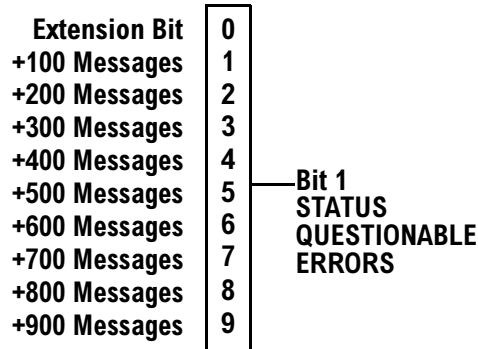 Extension Bit 0
+100 Messages 1
+200 Messages 2
+300 Messages 3
+400 Messages 4
+500 Messages 5
+600 Messages 6
+700 Messages 7
+800 Messages 8
+900 Messages 9
Bit 1
STATUS
QUESTIONABLE
ERRORS